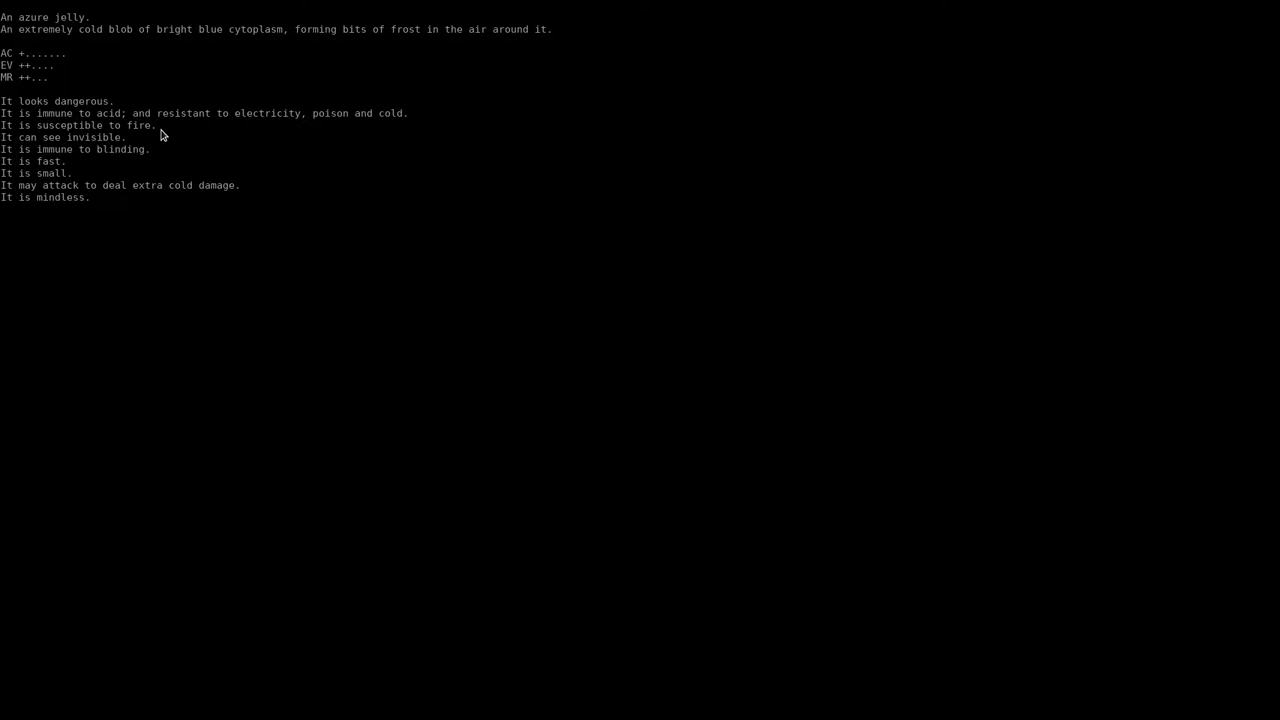 An azure jelly.
An extremely cold blob of bright blue cytoplasm, forming bits of frost in the air around it.
AC +.......
EV ++....
MR ++...
It looks dangerous.
It is immune to acid; and resistant to electricity, poison and cold.
It is susceptible to fire.
It can see invisible.
It is immune to blinding.
It is fast.
It is small.
It may attack to deal extra cold damage.
It is mindless.